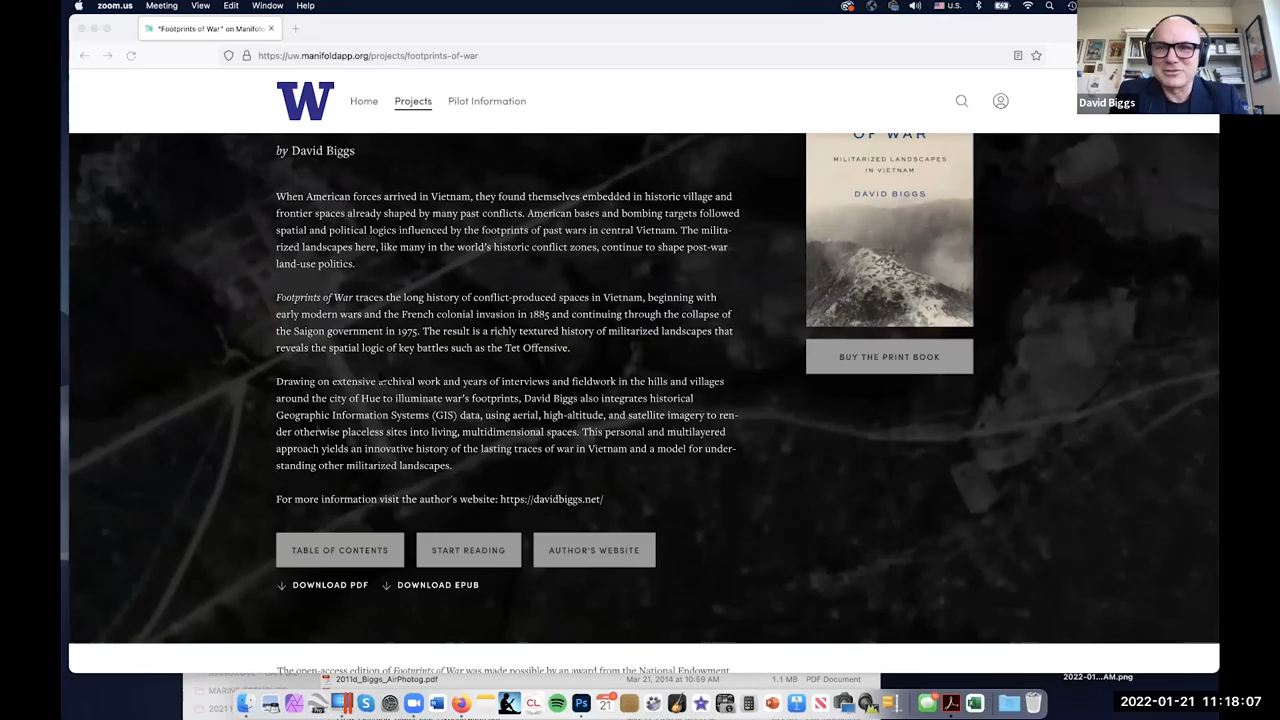 zoom.us Meeting View Edit Window Help
U.S.
"Footprints of War" on Manifold
https://uw.manifoldapp.org/projects/footprints-of-war
W Home Projects Pilot Information
David Biggs
by David Biggs
When American forces arrived in Vietnam, they found themselves embedded in historic village and
frontier spaces already shaped by many past conflicts. American bases and bombing targets followed
spatial and political logics influenced by the footprints of past wars in central Vietnam. The milita-
rized landscapes here, like many in the world's historic conflict zones, continue to shape post-war
land-use politics.
Footprints of War traces the long history of conflict-produced spaces in Vietnam, beginning with
early modern wars and the French colonial invasion in 1885 and continuing through the collapse of
the Saigon government in 1975. The result is a richly textured history of militarized landscapes that
reveals the spatial logic of key battles such as the Tet Offensive.
Drawing on extensive archival work and years of interviews and fieldwork in the hills and villages
around the city of Hue to illuminate war's footprints, David Biggs also integrates historical
Geographic Information Systems (GIS) data, using aerial, high-altitude, and satellite imagery to ren-
der otherwise placeless sites into living, multidimensional spaces. This personal and multilayered
approach yields an innovative history of the lasting traces of war in Vietnam and a model for under-
standing other militarized landscapes.
For more information visit the author's website: https://davidbiggs.net/
TABLE OF CONTENTS
START READING
AUTHOR'S WEBSITE
DOWNLOAD PDF
DOWNLOAD EPUB
OF WAR
MILITARIZED LANDSCAPES
IN VIETNAM
DAVID BIGGS
BUY THE PRINT BOOK
The open-access edition of Footprints of War was made possible by an award from the National Endowment
2011d_Biggs_AirPhotog.pdf
Mar 21, 2014 at 10:59 AM
1.1 MB
PDF Document
2022-01...AM.png
2021
2022-01-21 11:18:07